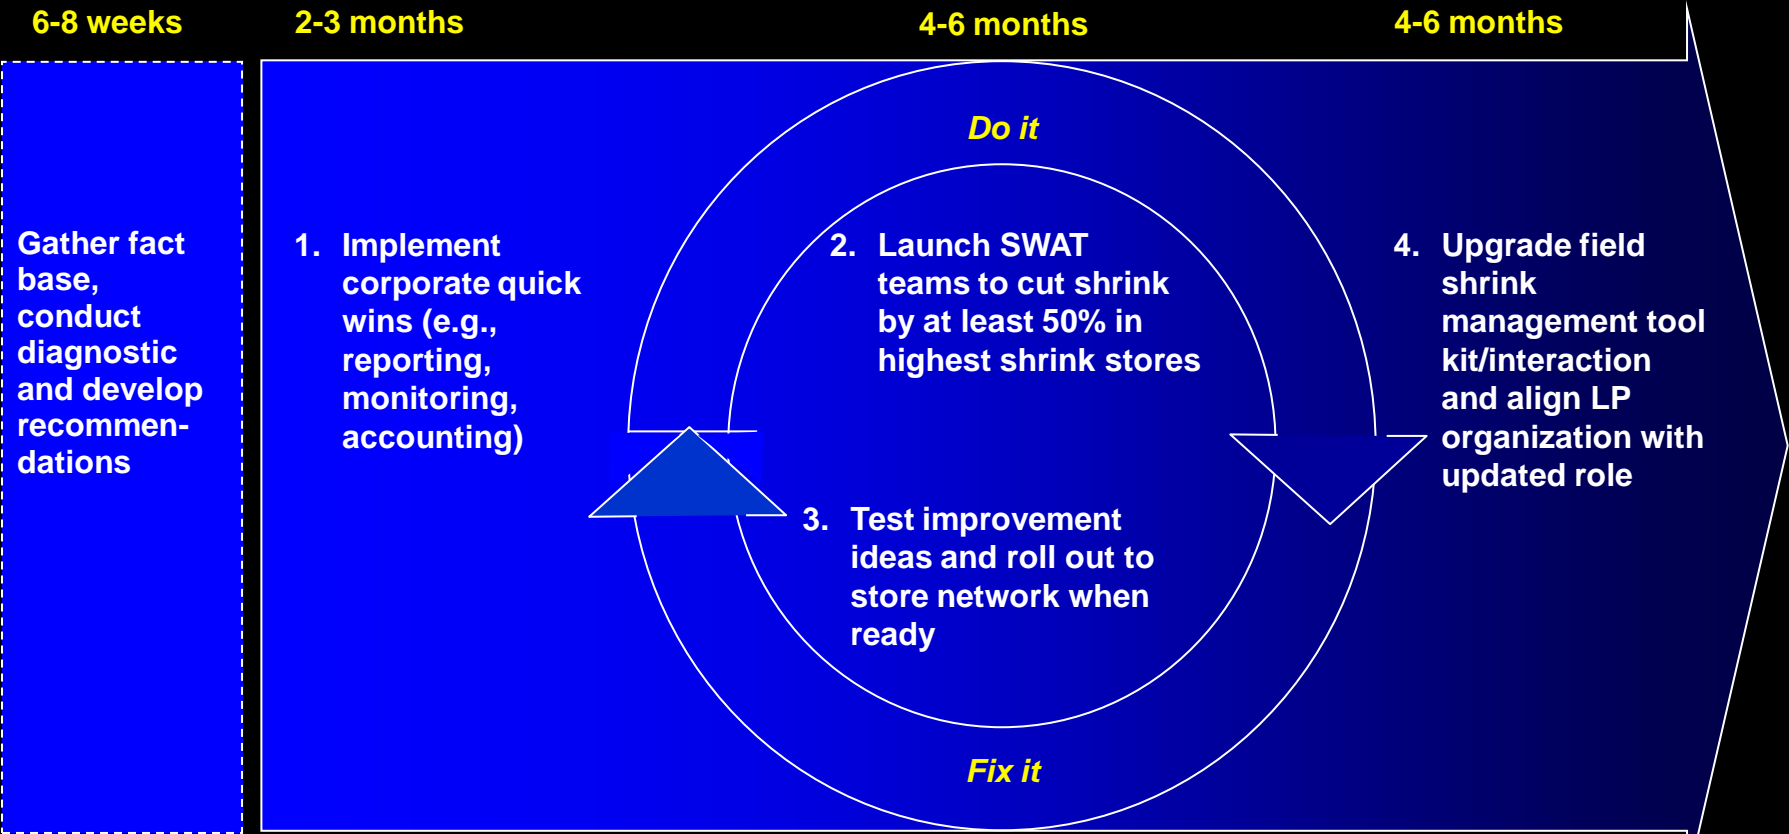 6-8 weeks
2-3 months
4-6 months
4-6 months
Gather fact
base,
conduct
diagnostic
and develop
recommen-
dations
1. Implement
corporate quick
wins (e.g.,
reporting,
monitoring,
accounting)
Do it
2. Launch SWAT
teams to cut shrink
by at least 50% in
highest shrink stores
3. Test improvement
ideas and roll out to
store network when
ready
Fix it
4. Upgrade field
shrink
management tool
kit/interaction
and align LP
organization with
updated role